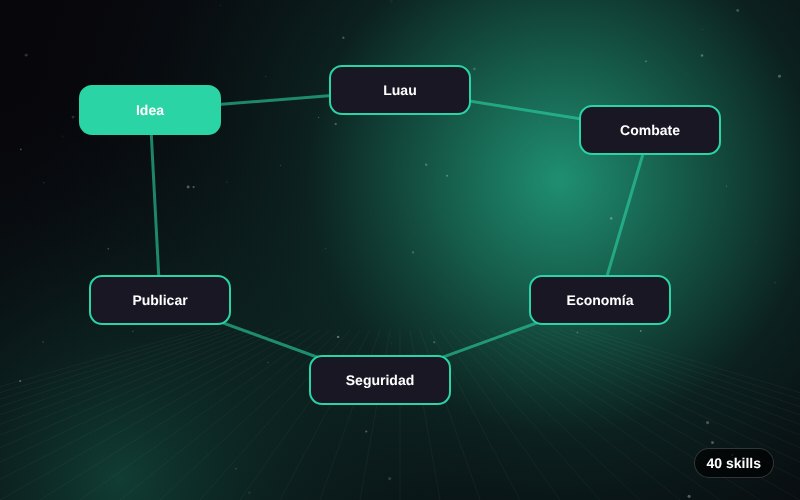 Idea
Luau
Combate
Economía
Seguridad
Publicar
40 skills